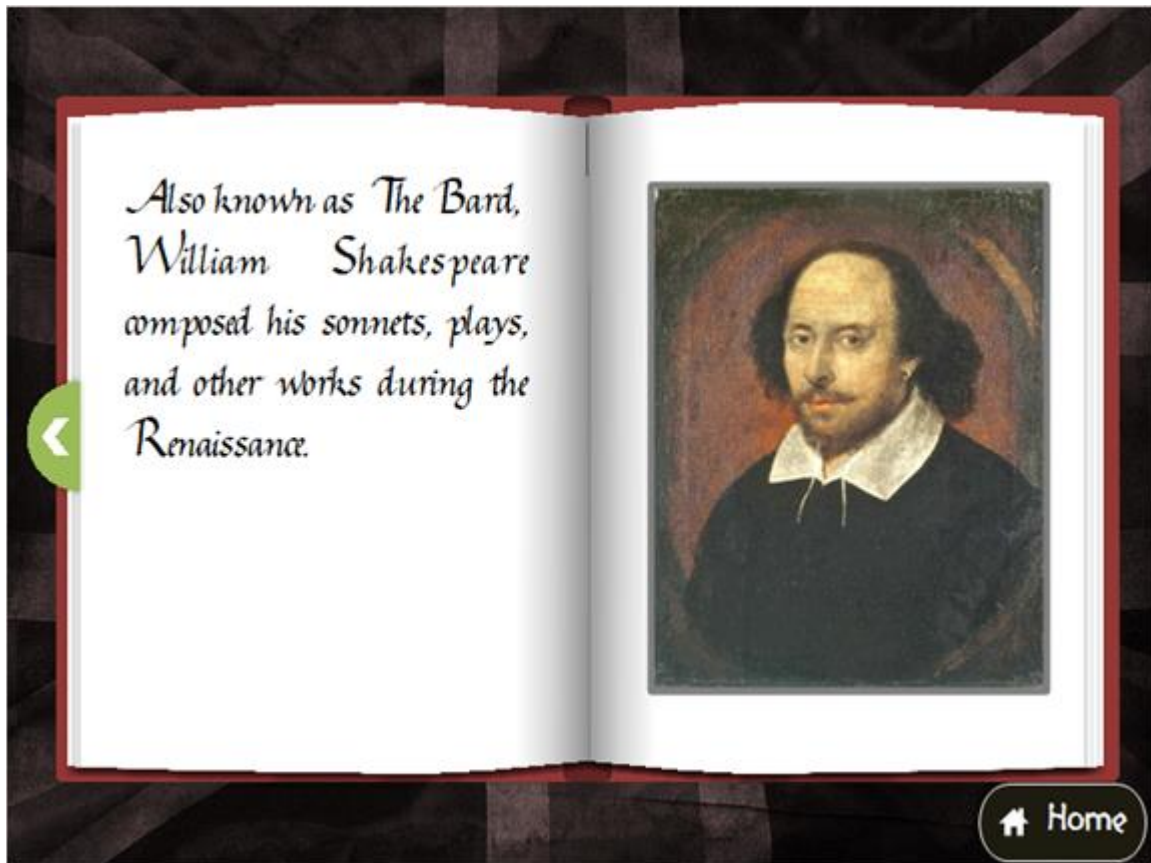 Also known as The Bard,
William Shakespeare
composed his sonnets, plays,
and other works during the
Renaissance.
Home